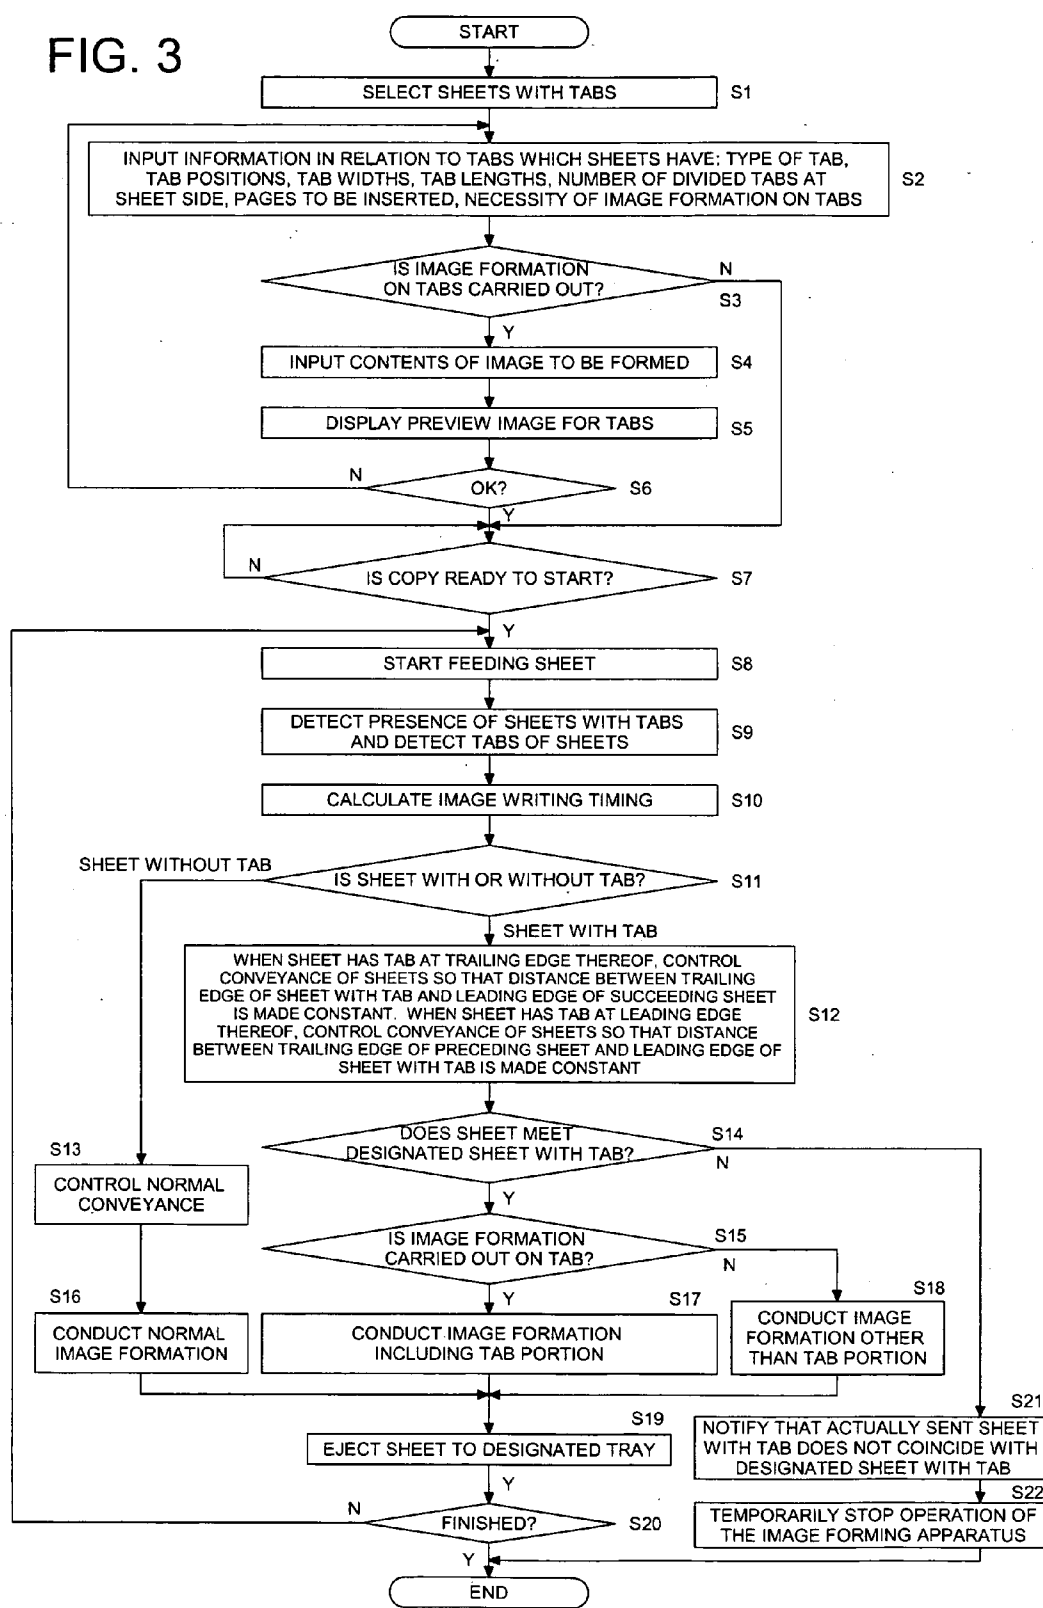 FIG. 3
START
SELECT SHEETS WITH TABS
S1
INPUT INFORMATION IN RELATION TO TABS WHICH SHEETS HAVE: TYPE OF TAB,
TAB POSITIONS, TAB WIDTHS, TAB LENGTHS, NUMBER OF DIVIDED TABS AT
SHEET SIDE, PAGES TO BE INSERTED, NECESSITY OF IMAGE FORMATION ON TABS
S2
IS IMAGE FORMATION
ON TABS CARRIED OUT?
N
S3
Y
INPUT CONTENTS OF IMAGE TO BE FORMED
S4
DISPLAY PREVIEW IMAGE FOR TABS
S5
N
OK?
S6
Y
N
IS COPY READY TO START?
S7
Y
START FEEDING SHEET
S8
DETECT PRESENCE OF SHEETS WITH TABS
AND DETECT TABS OF SHEETS
S9
CALCULATE IMAGE WRITING TIMING
S10
SHEET WITHOUT TAB
IS SHEET WITH OR WITHOUT TAB?
S11
SHEET WITH TAB
WHEN SHEET HAS TAB AT TRAILING EDGE THEREOF, CONTROL
CONVEYANCE OF SHEETS SO THAT DISTANCE BETWEEN TRAILING
EDGE OF SHEET WITH TAB AND LEADING EDGE OF SUCCEEDING SHEET
IS MADE CONSTANT. WHEN SHEET HAS TAB AT LEADING EDGE
THEREOF, CONTROL CONVEYANCE OF SHEETS SO THAT DISTANCE
BETWEEN TRAILING EDGE OF PRECEDING SHEET AND LEADING EDGE OF
SHEET WITH TAB IS MADE CONSTANT
S12
S13
CONTROL NORMAL
CONVEYANCE
DOES SHEET MEET
DESIGNATED SHEET WITH TAB?
S14
N
Y
IS IMAGE FORMATION
CARRIED OUT ON TAB?
S15
N
Y
S16
CONDUCT NORMAL
IMAGE FORMATION
S17
CONDUCT IMAGE FORMATION
INCLUDING TAB PORTION
S18
CONDUCT IMAGE
FORMATION OTHER
THAN TAB PORTION
S19
EJECT SHEET TO DESIGNATED TRAY
Y
S21
NOTIFY THAT ACTUALLY SENT SHEET
WITH TAB DOES NOT COINCIDE WITH
DESIGNATED SHEET WITH TAB
S22
TEMPORARILY STOP OPERATION OF
THE IMAGE FORMING APPARATUS
N
FINISHED?
S20
Y
END